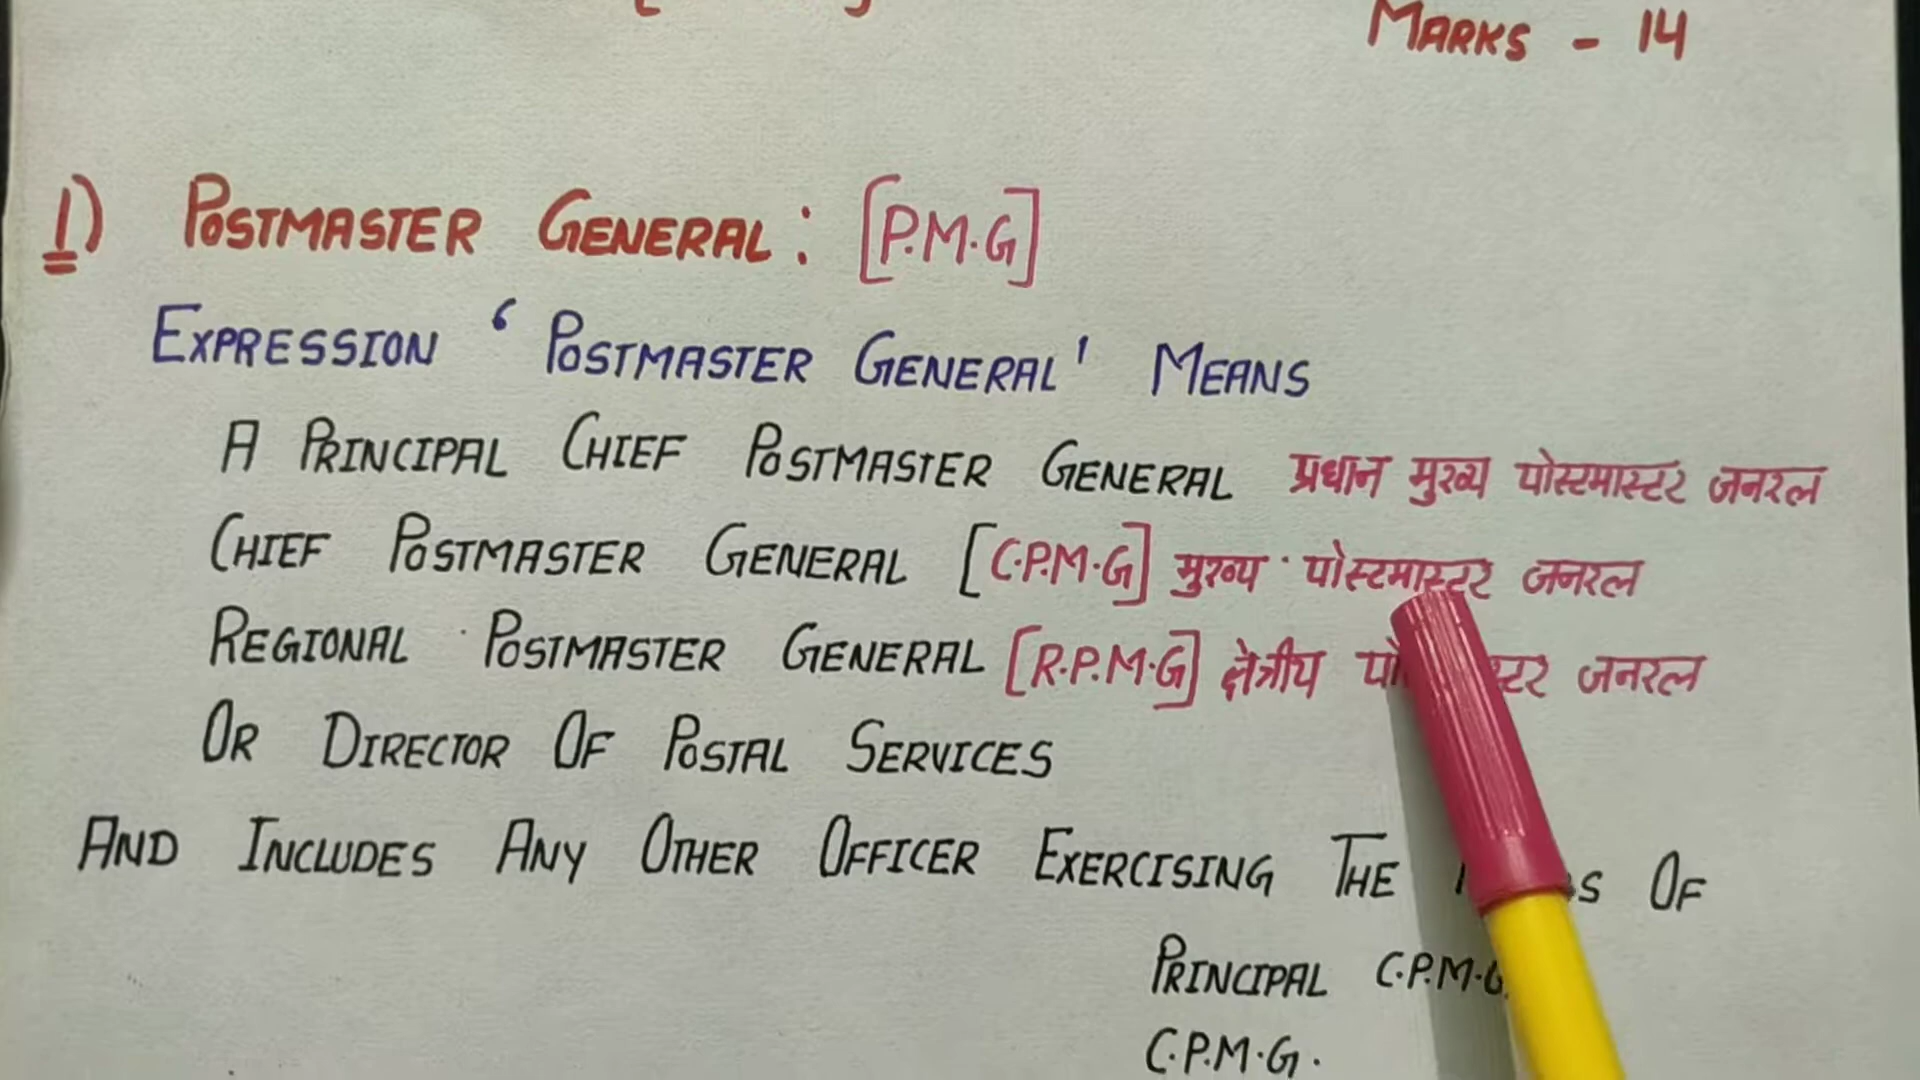 MARKS - 14
1) POSTMASTER GENERAL: [P.M.G]
EXPRESSION ‘POSTMASTER GENERAL' MEANS
A PRINCIPAL CHIEF POSTMASTER GENERAL प्रधान मुख्य पोस्टमास्टर जनरल
CHIEF POSTMASTER GENERAL [C.P.M.G] मुख्य पोस्टमास्टर जनरल
REGIONAL POSTMASTER GENERAL [R.P.M.G] क्षेत्रीय जनरल
OR DIRECTOR OF POSTAL SERVICES
AND INCLUDES ANY OTHER OFFICER EXERCISING THE OF
PRINCIPAL C.P.M.G.
C.P.M.G.